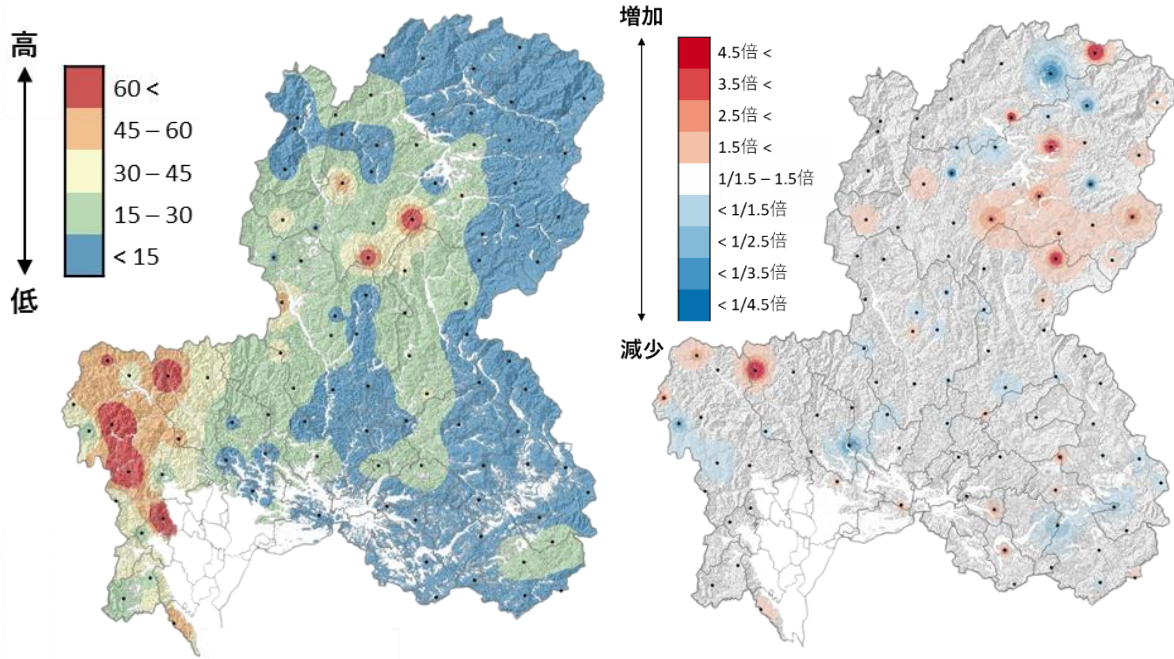 高
60 <
45 – 60
30 – 45
15 – 30
< 15
低
増加
4.5倍 <
3.5倍 <
2.5倍 <
1.5倍 <
1/1.5 – 1.5倍
< 1/1.5倍
< 1/2.5倍
< 1/3.5倍
< 1/4.5倍
減少